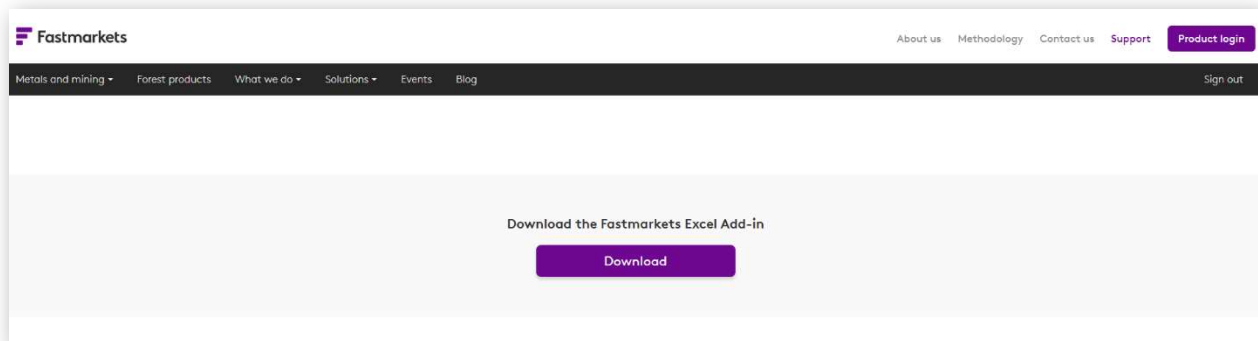 Fastmarkets
About us Methodology Contact us Support Product login
Metals and mining Forest products What we do Solutions Events Blog Sign out
Download the Fastmarkets Excel Add-in
Download